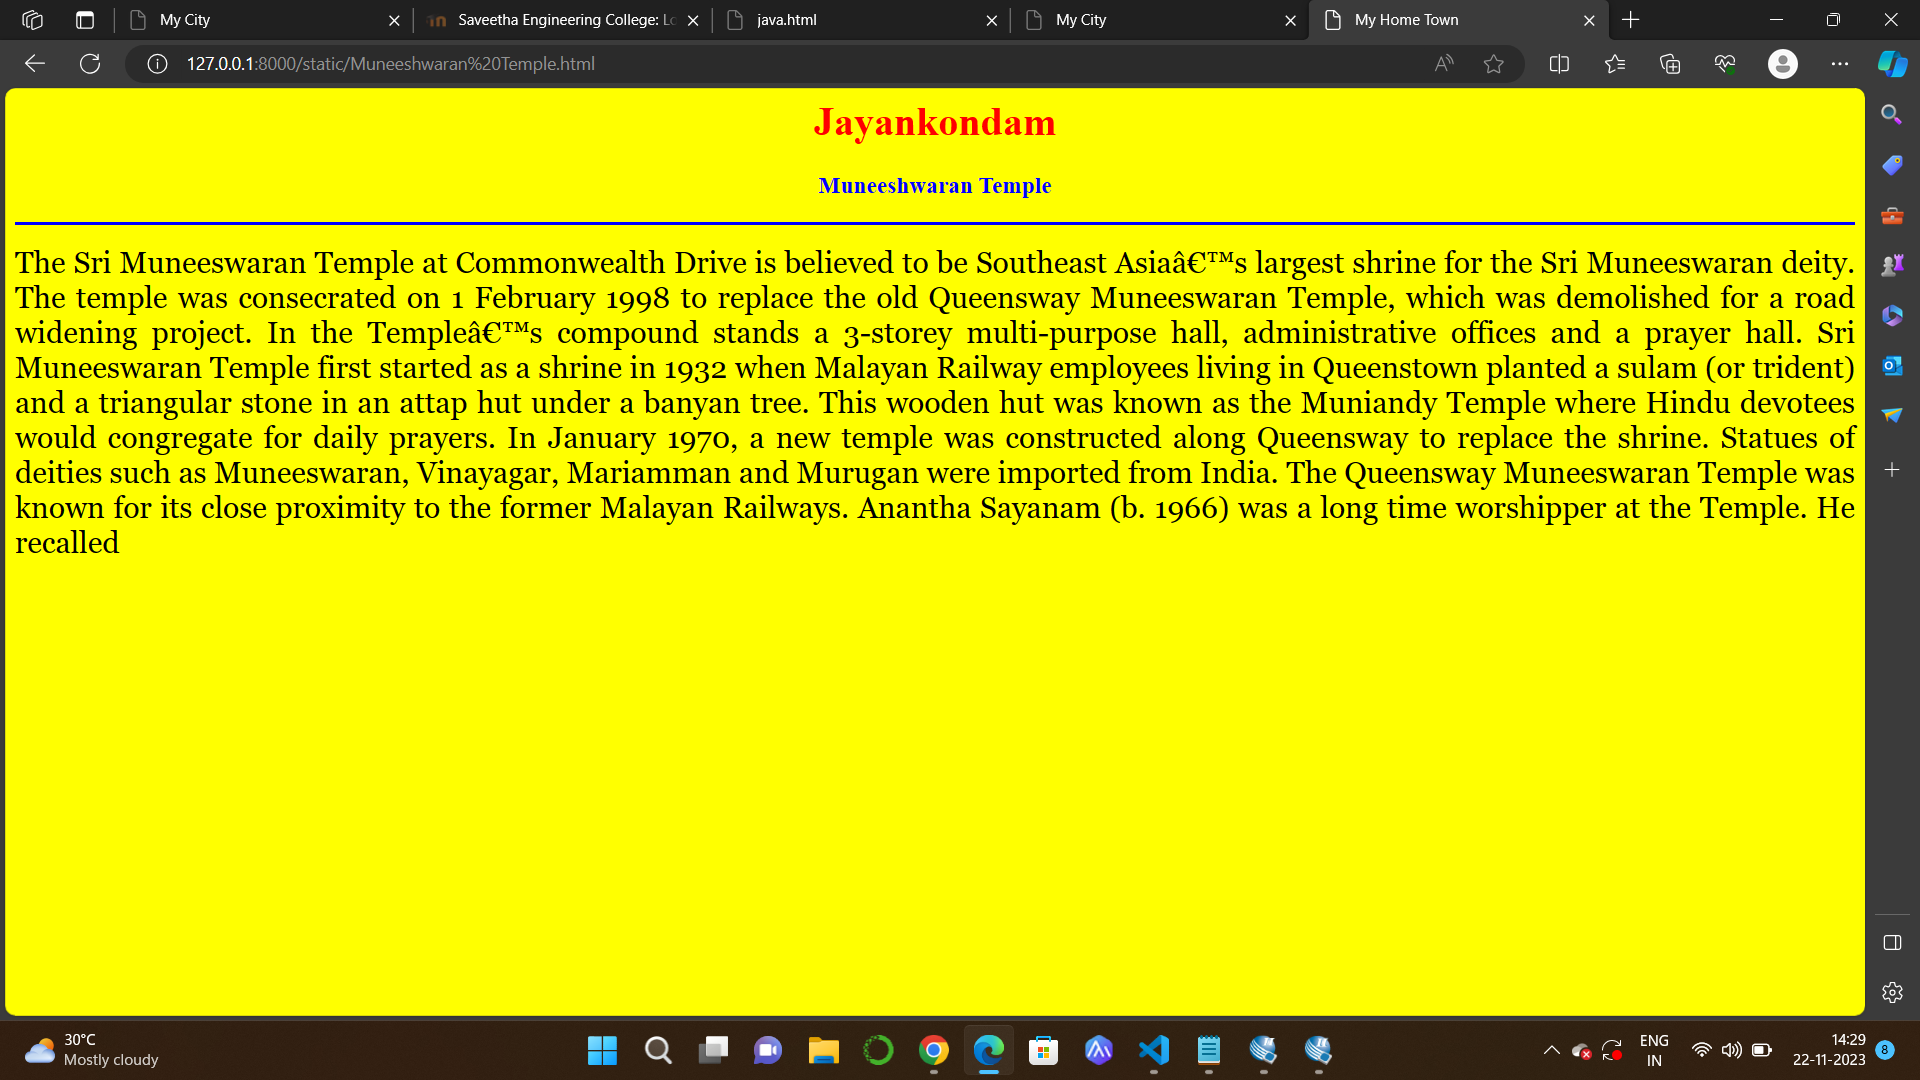 My City
Saveetha Engineering College: Lo
java.html
My City
My Home Town
127.0.0.1:8000/static/Muneeshwaran%20Temple.html
Jayankondam
Muneeshwaran Temple
The Sri Muneeswaran Temple at Commonwealth Drive is believed to be Southeast Asiaâ€™s largest shrine for the Sri Muneeswaran deity.
The temple was consecrated on 1 February 1998 to replace the old Queensway Muneeswaran Temple, which was demolished for a road
widening project. In the Templeâ€™s compound stands a 3-storey multi-purpose hall, administrative offices and a prayer hall. Sri
Muneeswaran Temple first started as a shrine in 1932 when Malayan Railway employees living in Queenstown planted a sulam (or trident)
and a triangular stone in an attap hut under a banyan tree. This wooden hut was known as the Muniandy Temple where Hindu devotees
would congregate for daily prayers. In January 1970, a new temple was constructed along Queensway to replace the shrine. Statues of
deities such as Muneeswaran, Vinayagar, Mariamman and Murugan were imported from India. The Queensway Muneeswaran Temple was
known for its close proximity to the former Malayan Railways. Anantha Sayanam (b. 1966) was a long time worshipper at the Temple. He
recalled
30°C
Mostly cloudy
ENG
IN
14:29
22-11-2023
8